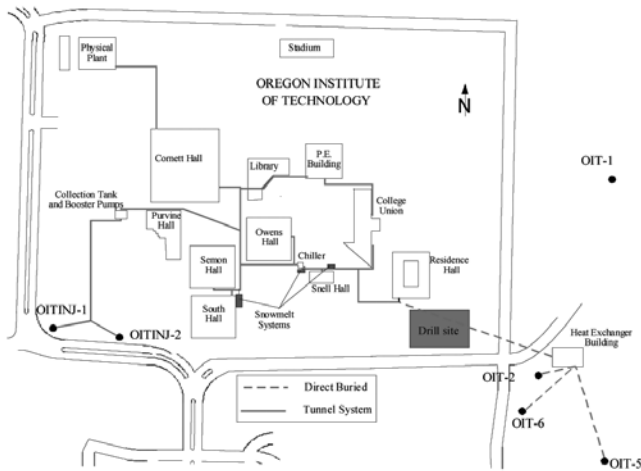 Physical
Plant
Stadium
OREGON INSTITUTE
OF TECHNOLOGY
N
OIT-1
Cornett Hall
Library
P.E.
Building
College
Union
Collection Tank
and Booster Pumps
Purvine
Hall
Owens
Hall
Semon
Hall
Chiller
Residence
Hall
Snell Hall
South
Hall
Snowmelt
Systems
OITINJ-1
OITINJ-2
Drill site
Heat Exchanger
Building
OIT-2
OIT-6
OIT-5
Direct Buried
Tunnel System